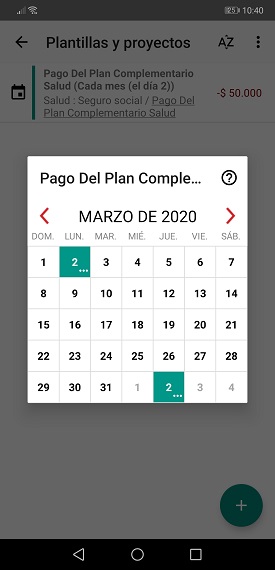 10:40
Plantillas y proyectos
AZ
Pago Del Plan Complementario
Salud (Cada mes (el día 2))
Salud : Seguro social / Pago Del
Plan Complementario Salud
-$ 50.000
Pago Del Plan Comple...
MARZO DE 2020
DOM. LUN. MAR. MIÉ. JUE. VIE. SÁB.
1 2 3 4 5 6 7
8 9 10 11 12 13 14
15 16 17 18 19 20 21
22 23 24 25 26 27 28
29 30 31 1 2 3 4